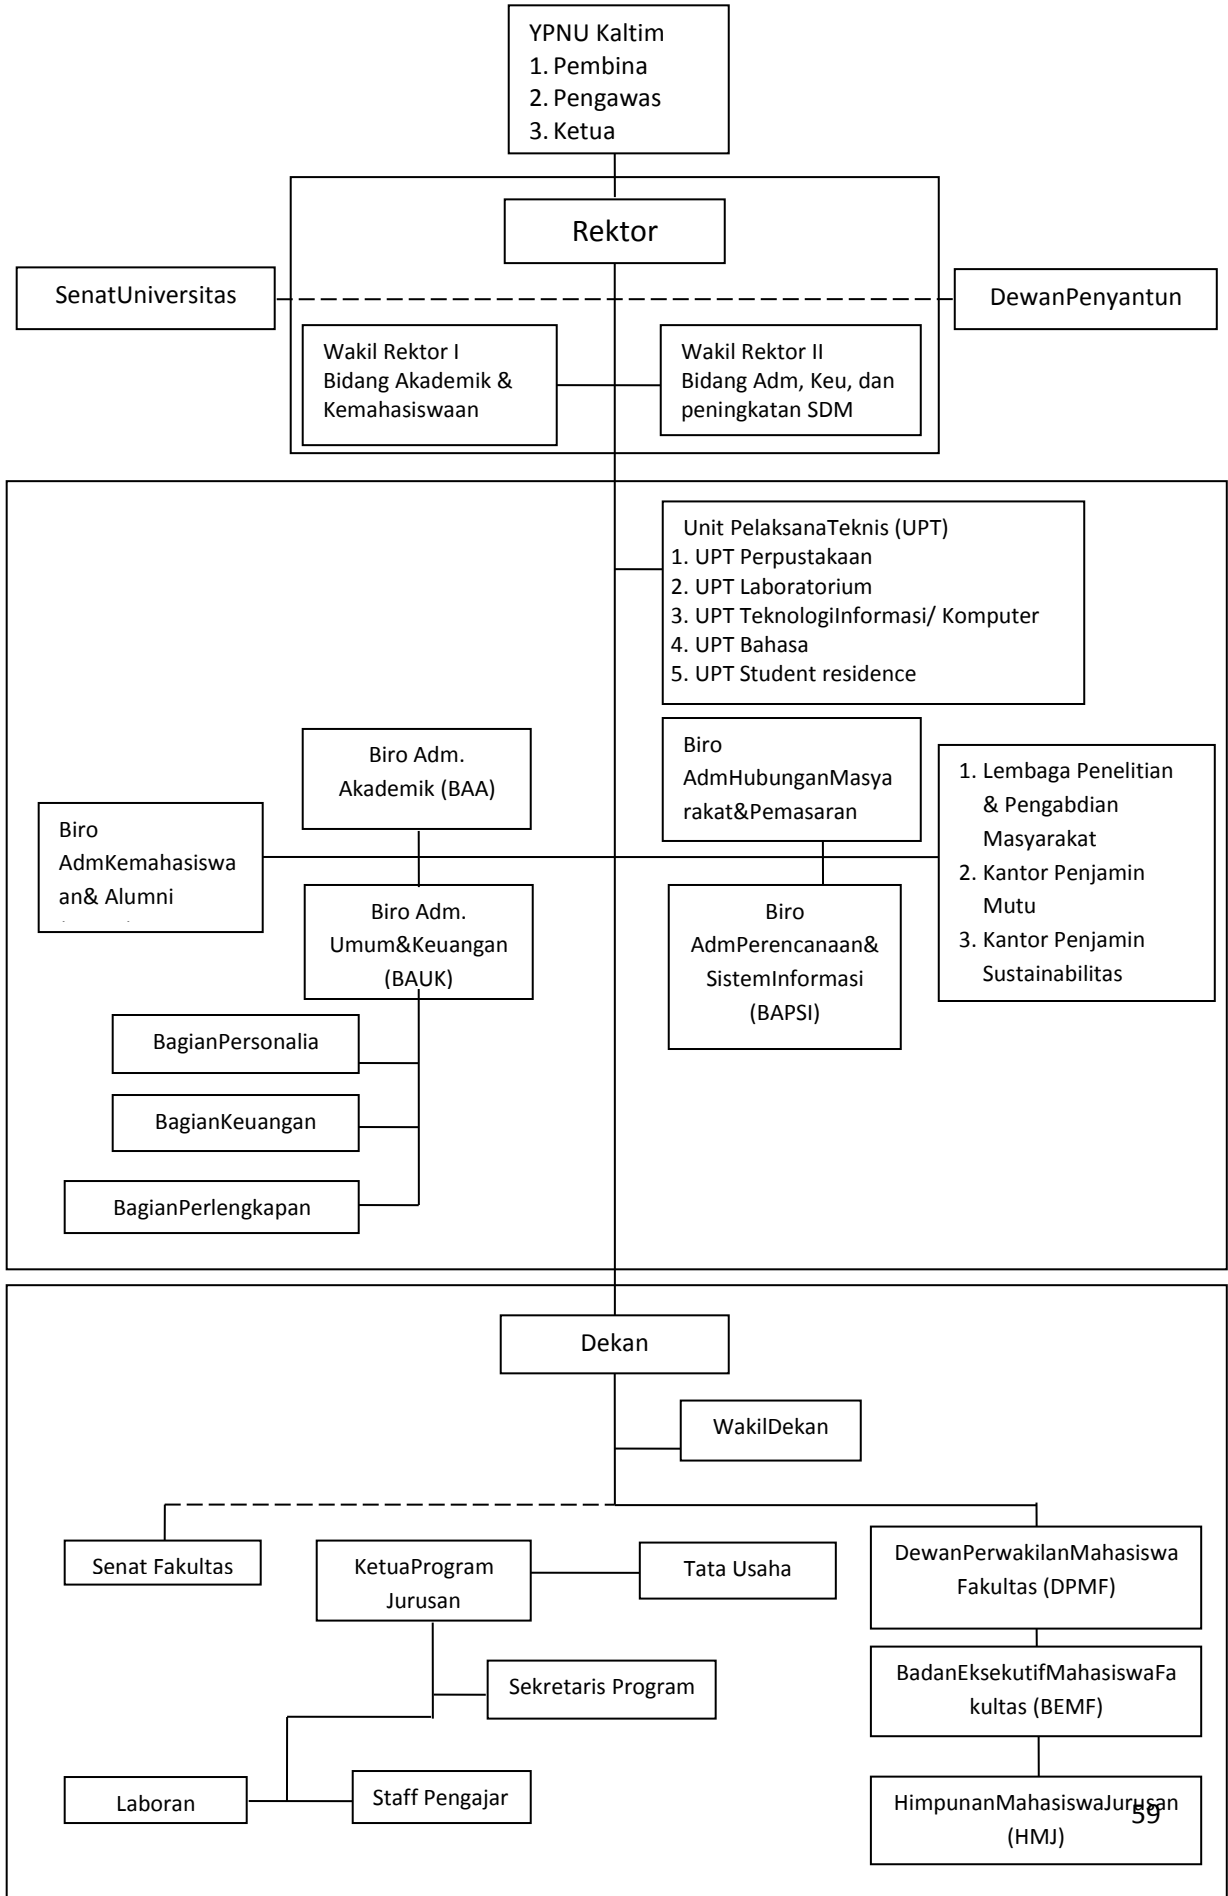 YPNU Kaltim
1. Pembina
2. Pengawas
3. Ketua
Rektor
SenatUniversitas
DewanPenyantun
Wakil Rektor I
Bidang Akademik &
Kemahasiswaan
Wakil Rektor II
Bidang Adm, Keu, dan
peningkatan SDM
Unit PelaksanaTeknis (UPT)
1. UPT Perpustakaan
2. UPT Laboratorium
3. UPT TeknologiInformasi/ Komputer
4. UPT Bahasa
5. UPT Student residence
Biro Adm.
Akademik (BAA)
Biro
AdmHubunganMasya
rakat&Pemasaran
1. Lembaga Penelitian
& Pengabdian
Masyarakat
2. Kantor Penjamin
Mutu
3. Kantor Penjamin
Sustainabilitas
Biro
AdmKemahasiswa
an& Alumni
Biro Adm.
Umum&Keuangan
(BAUK)
Biro
AdmPerencanaan&
SistemInformasi
(BAPSI)
BagianPersonalia
BagianKeuangan
BagianPerlengkapan
Dekan
WakilDekan
Senat Fakultas
KetuaProgram
Jurusan
Tata Usaha
DewanPerwakilanMahasiswa
Fakultas (DPMF)
Sekretaris Program
BadanEksekutifMahasiswaFa
kultas (BEMF)
Laboran
Staff Pengajar
HimpunanMahasiswaJurusan
(HMJ)
59